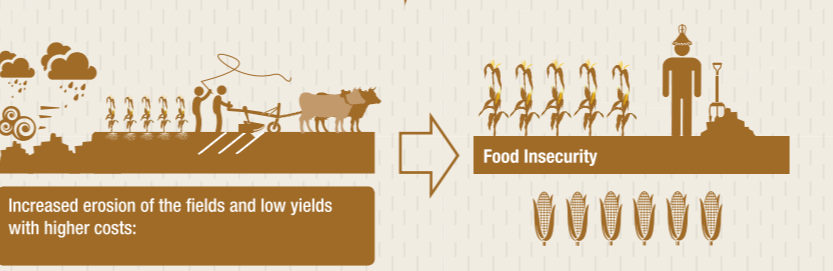 Food Insecurity
Increased erosion of the fields and low yields
with higher costs: